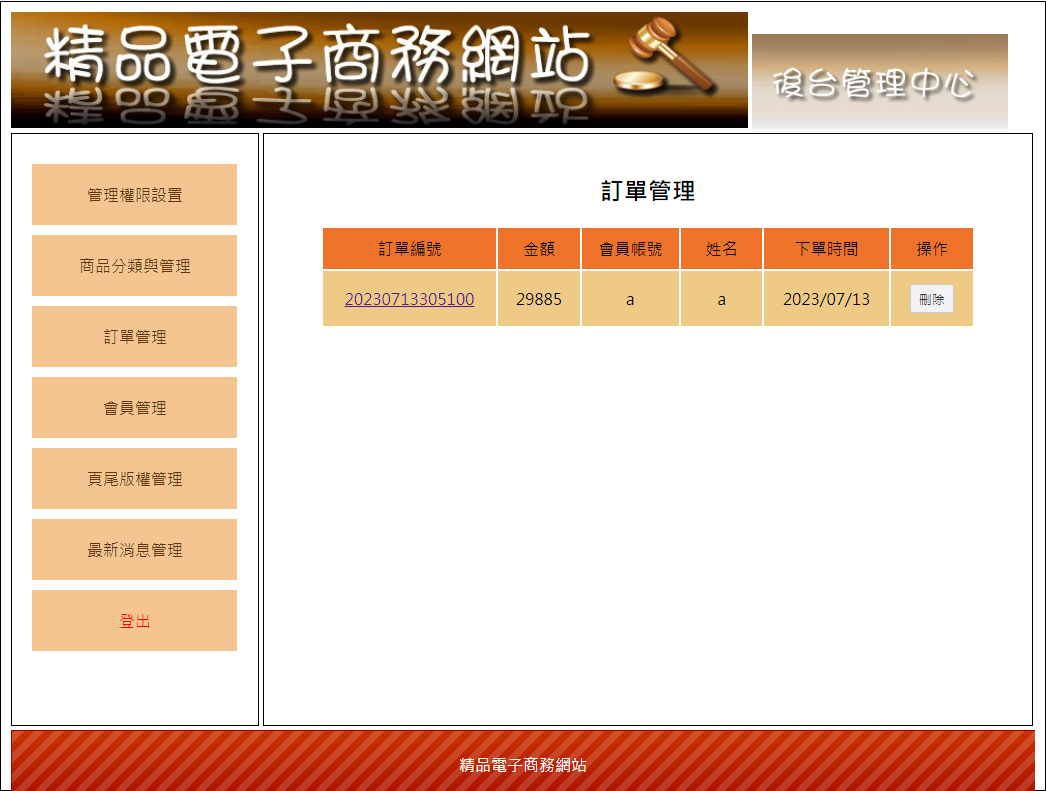 精品電子商務網站
後台管理中心
管理權限設置
商品分類與管理
訂單管理
會員管理
頁尾版權管理
最新消息管理
登出
訂單管理
訂單編號 金額 會員帳號 姓名 下單時間 操作
20230713305100 29885 a a 2023/07/13 刪除
精品電子商務網站